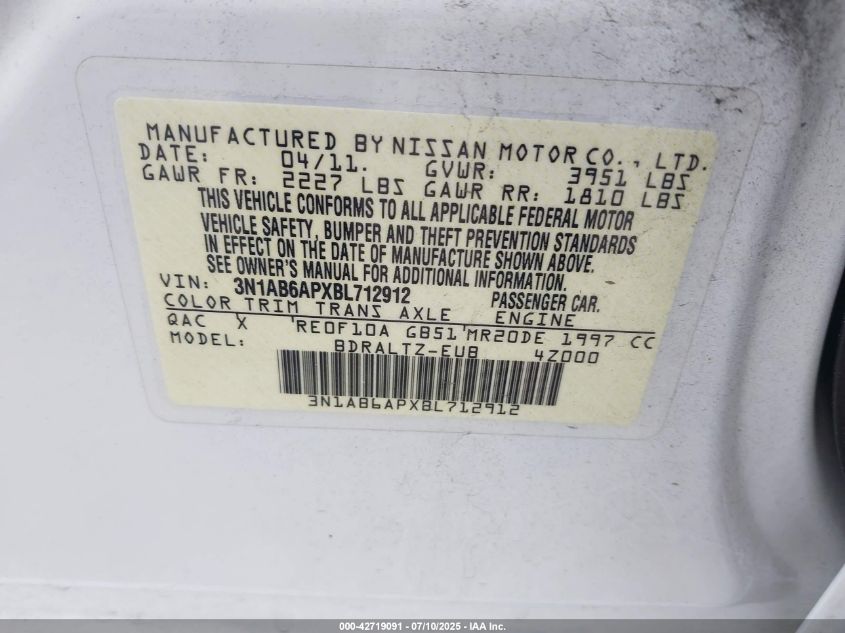 MANUFACTURED BY NISSAN MOTOR CO., LTD.
DATE: 04/11. GVWR: 3951 LBS
GAWR FR: 2227 LBS GAWR RR: 1810 LBS
THIS VEHICLE CONFORMS TO ALL APPLICABLE FEDERAL MOTOR
VEHICLE SAFETY, BUMPER AND THEFT PREVENTION STANDARDS
IN EFFECT ON THE DATE OF MANUFACTURE SHOWN ABOVE.
SEE OWNER'S MANUAL FOR ADDITIONAL INFORMATION.
VIN: 3N1AB6APXBL712912 PASSENGER CAR.
COLOR TRIM TRANS AXLE ENGINE
QAC X 'RE0F10A GB51'MR20DE 1997 CC
MODEL: BDRALTZ-EUB 4Z000
3N1AB6APXBL712912
000-42719091 - 07/10/2025 - IAA Inc.